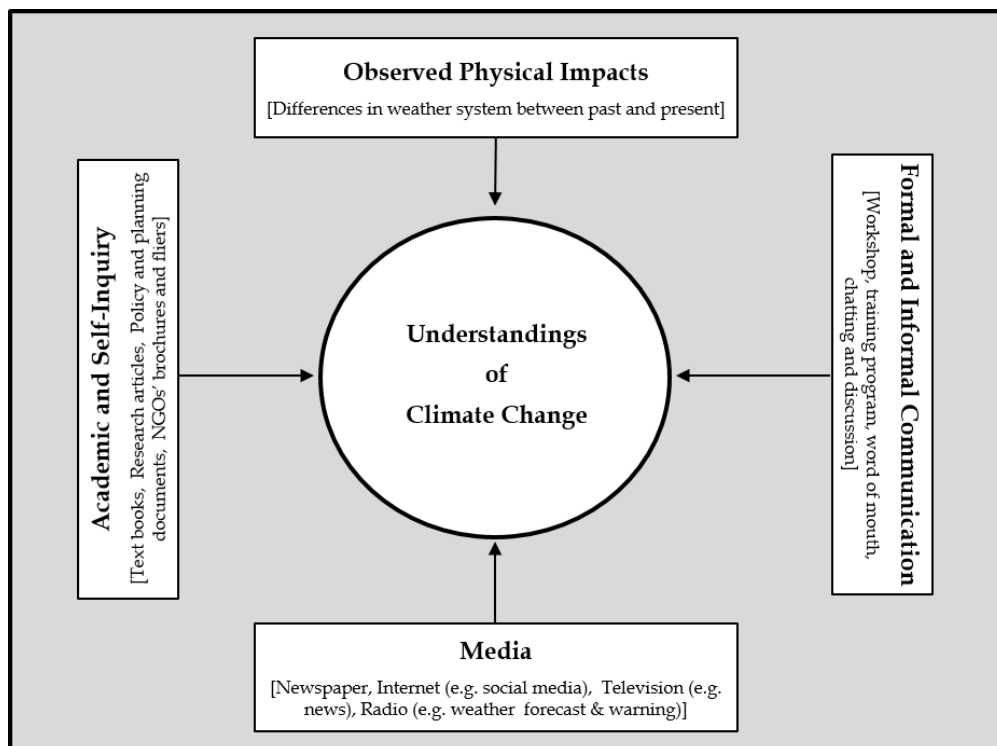 Observed Physical Impacts
[Differences in weather system between past and present]
Academic and Self-Inquiry
[Text books, Research articles, Policy and planning
documents, NGOs' brochures and fliers]
Understandings
of
Climate Change
Formal and Informal Communication
[Workshop, training program, word of mouth,
chatting and discussion]
Media
[Newspaper, Internet (e.g. social media), Television (e.g.
news), Radio (e.g. weather forecast & warning)]